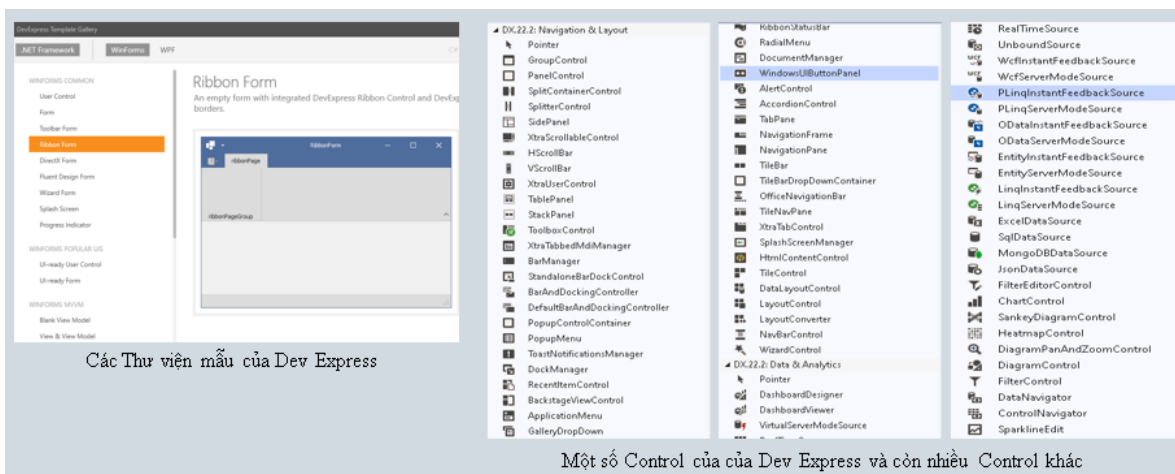 DevExpress Template Gallery
.NET Framework
WinForms
WPF
WINFORMS COMMON
User Control
Form
Toolbar Form
Ribbon Form
DirectX Form
Fluent Design Form
Wizard Form
Splash Screen
Progress Indicator
WINFORMS POPULAR UIS
UI-ready User Control
UI-ready Form
WINFORMS MVVM
Blank View Model
View & View Model
Ribbon Form
An empty form with integrated DevExpress Ribbon Control and DevExp
borders.
RibbonForm
ribbonPage
ribbonPageGroup
Các Thư viện mẫu của Dev Express
DX.22.2: Navigation & Layout
Pointer
GroupControl
PanelControl
SplitContainerControl
SplitterControl
SidePanel
XtraScrollableControl
HScrollBar
VScrollBar
XtraUserControl
TablePanel
StackPanel
ToolboxControl
XtraTabbedMdiManager
BarManager
StandaloneBarDockControl
BarAndDockingController
DefaultBarAndDockingController
PopupControlContainer
PopupMenu
ToastNotificationsManager
DockManager
RecentItemControl
BackstageViewControl
ApplicationMenu
GalleryDropDown
RibbonStatusBar
RadialMenu
DocumentManager
WindowsUIButtonPanel
AlertControl
AccordionControl
TabPane
NavigationFrame
NavigationPane
TileBar
TileBarDropDownContainer
OfficeNavigationBar
TileNavPane
XtraTabControl
SplashScreenManager
HtmlContentControl
TileControl
DataLayoutControl
LayoutControl
LayoutConverter
NavBarControl
WizardControl
DX.22.2: Data & Analytics
Pointer
DashboardDesigner
DashboardViewer
VirtualServerModeSource
RealTimeSource
UnboundSource
WcfInstantFeedbackSource
WcfServerModeSource
PLinqInstantFeedbackSource
PLinqServerModeSource
ODataInstantFeedbackSource
ODataServerModeSource
EntityInstantFeedbackSource
EntityServerModeSource
LinqInstantFeedbackSource
LinqServerModeSource
ExcelDataSource
SqlDataSource
MongoDBDataSource
JsonDataSource
FilterEditorControl
ChartControl
SankeyDiagramControl
HeatmapControl
DiagramPanAndZoomControl
DiagramControl
FilterControl
DataNavigator
ControlNavigator
SparklineEdit
Một số Control của của Dev Express và còn nhiều Control khác